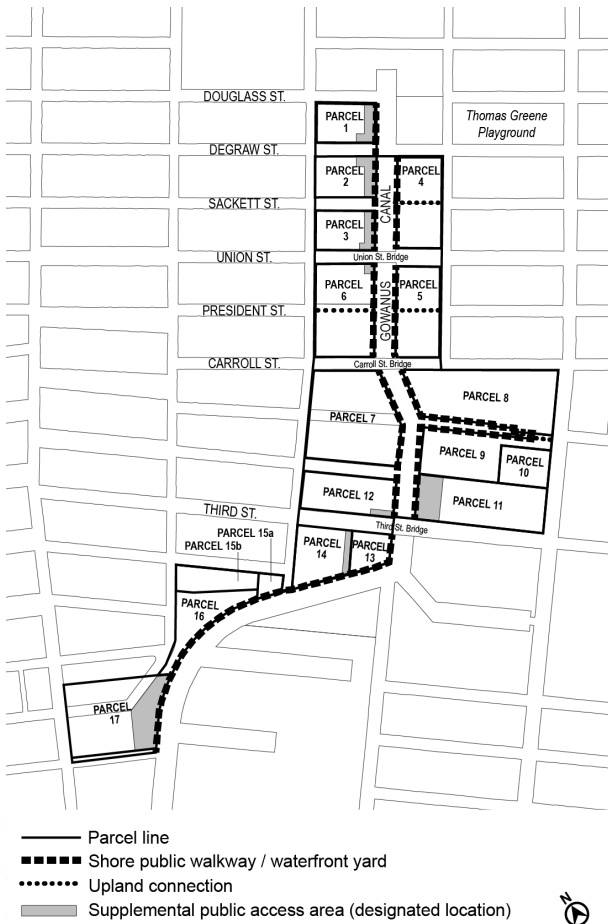 DOUGLASS ST.
PARCEL
1
Thomas Greene
Playground
DEGRAW ST.
PARCEL
2
PARCEL
4
CANAL
SACKETT ST.
PARCEL
3
UNION ST.
Union St. Bridge
PARCEL
6
PARCEL
5
GOWANUS
PRESIDENT ST.
CARROLL ST.
Carroll St. Bridge
PARCEL 8
PARCEL 7
PARCEL 9
PARCEL
10
PARCEL 12
PARCEL 11
THIRD ST.
Third St. Bridge
PARCEL 15a
PARCEL 15b
PARCEL
14
PARCEL
13
PARCEL
16
PARCEL
17
Parcel line
Shore public walkway / waterfront yard
Upland connection
Supplemental public access area (designated location)
N